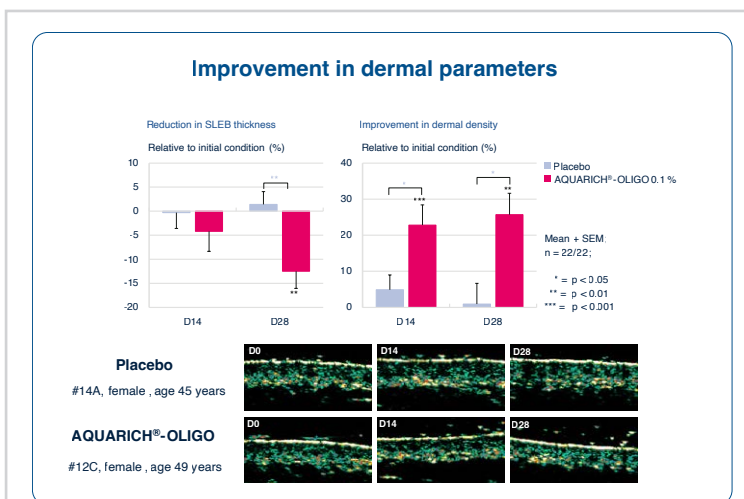 Improvement in dermal parameters
Reduction in SLEB thickness
Relative to initial condition (%)
10
5
0
-5
-10
-15
-20
**
**
D14
D28
Improvement in dermal density
Relative to initial condition (%)
40
30
20
10
0
*
***
*
**
D14
D28
Placebo
AQUARICH®-OLIGO 0.1 %
Mean + SEM;
n = 22/22;
* = p < 0.05
** = p < 0.01
*** = p < 0.001
Placebo
#14A, female , age 45 years
D0
D14
D28
AQUARICH®-OLIGO
#12C, female , age 49 years
D0
D14
D28